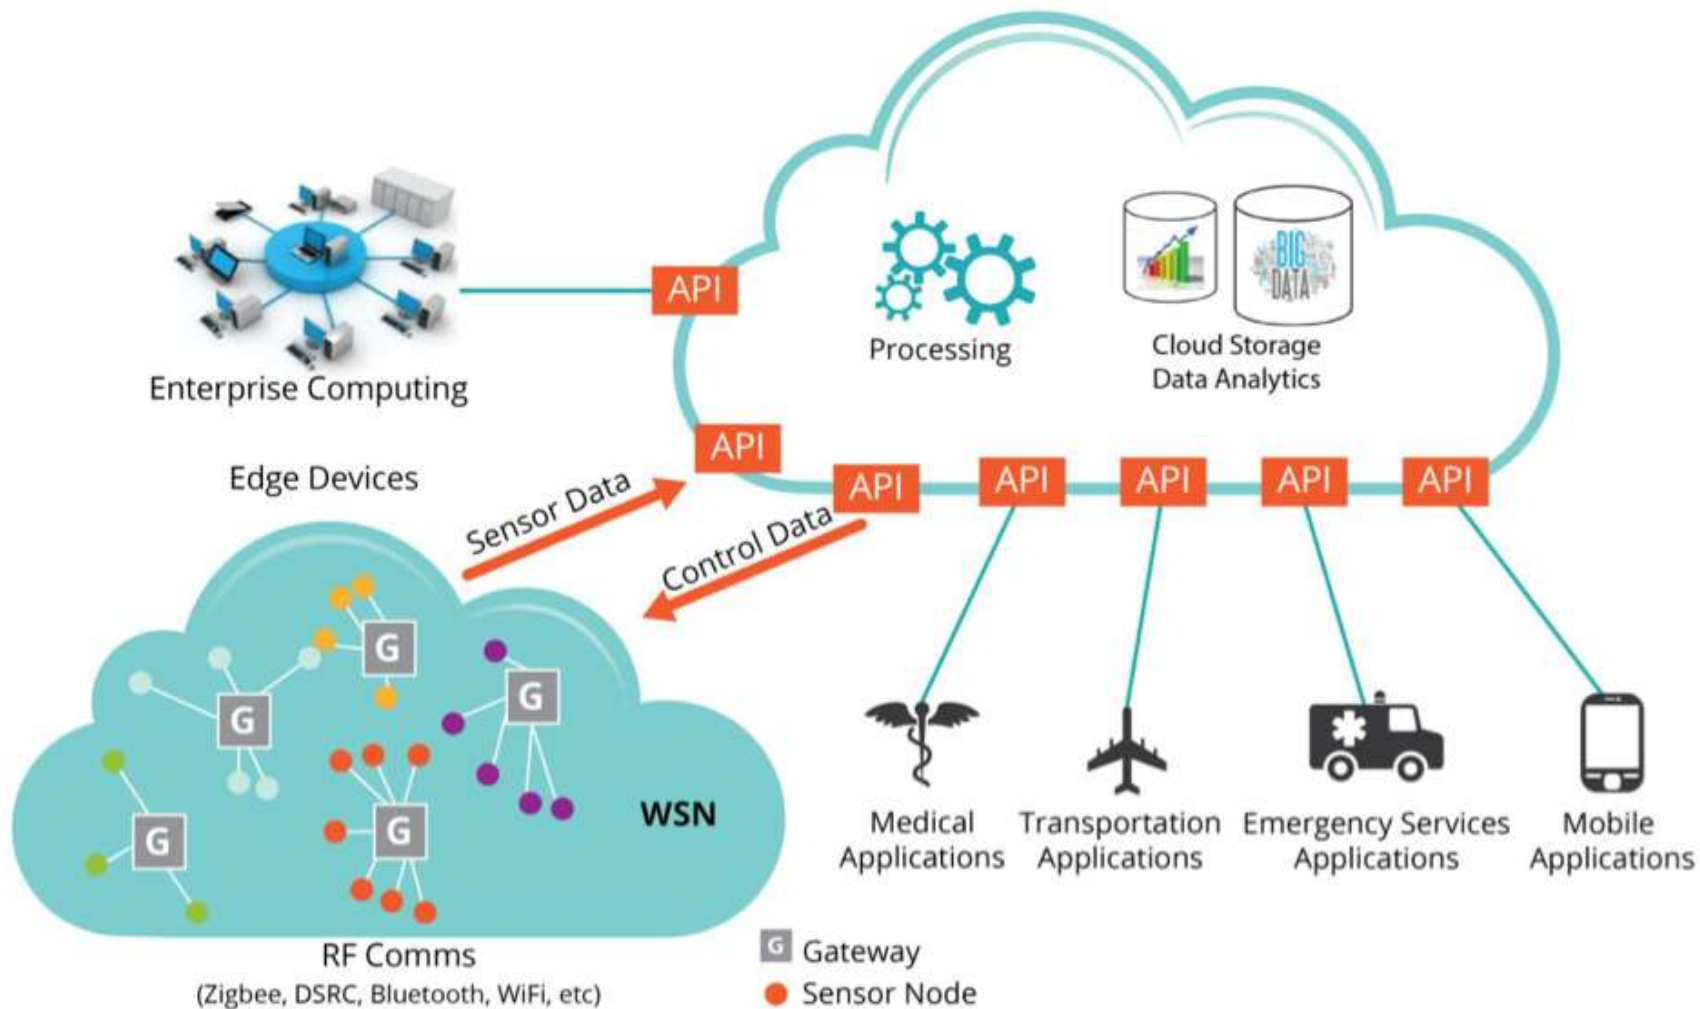 API
Enterprise Computing
Processing
Cloud Storage
Data Analytics
BIG
DATA
Edge Devices
API
API
API
API
API
API
Sensor Data
Control Data
G
G
G
G
G
WSN
RF Comms
(Zigbee, DSRC, Bluetooth, WiFi, etc)
Medical
Applications
Transportation
Applications
Emergency Services
Applications
Mobile
Applications
G Gateway
Sensor Node